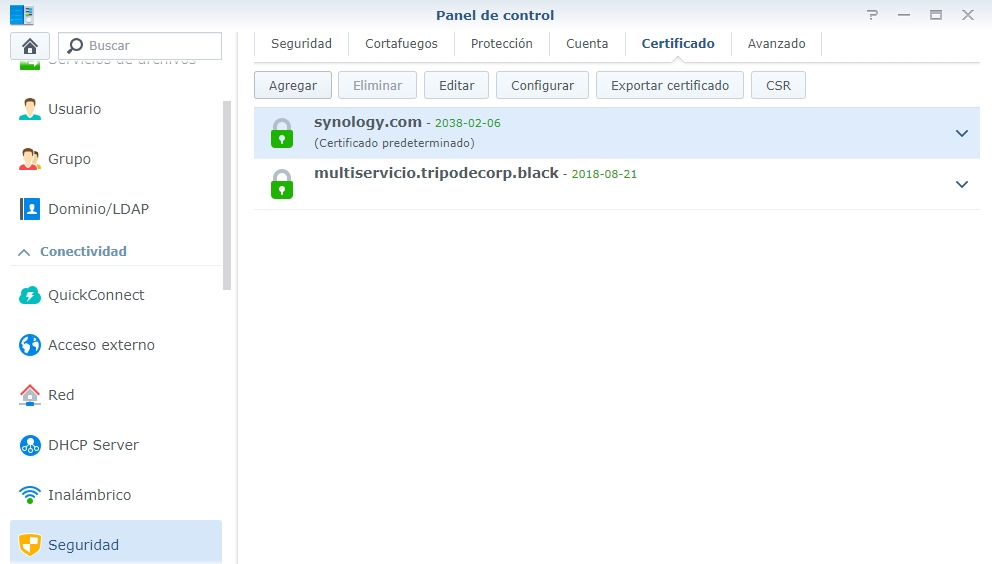 Panel de control
Buscar
Seguridad
Cortafuegos
Protección
Cuenta
Certificado
Avanzado
Servicios de archivos
Usuario
Grupo
Dominio/LDAP
Conectividad
QuickConnect
Acceso externo
Red
DHCP Server
Inalámbrico
Seguridad
Agregar
Eliminar
Editar
Configurar
Exportar certificado
CSR
synology.com - 2038-02-06
(Certificado predeterminado)
multiservicio.tripodecorp.black - 2018-08-21